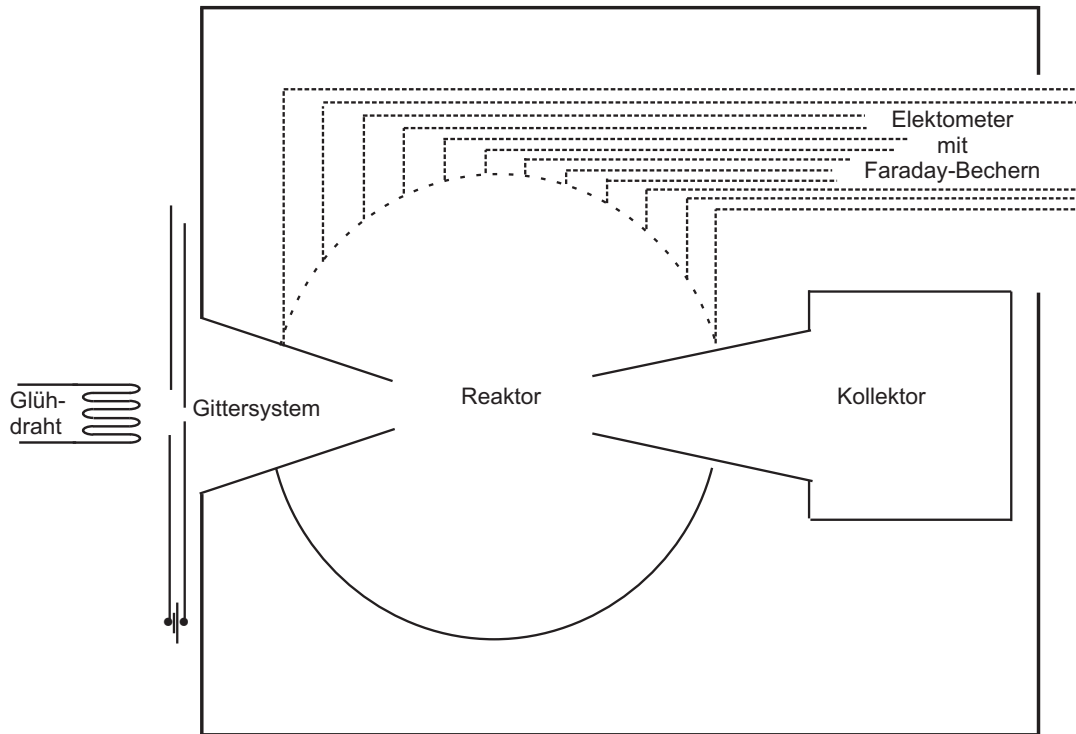 Elektometer
mit
Faraday-Bechern
Glüh-
draht
Gittersystem
Reaktor
Kollektor